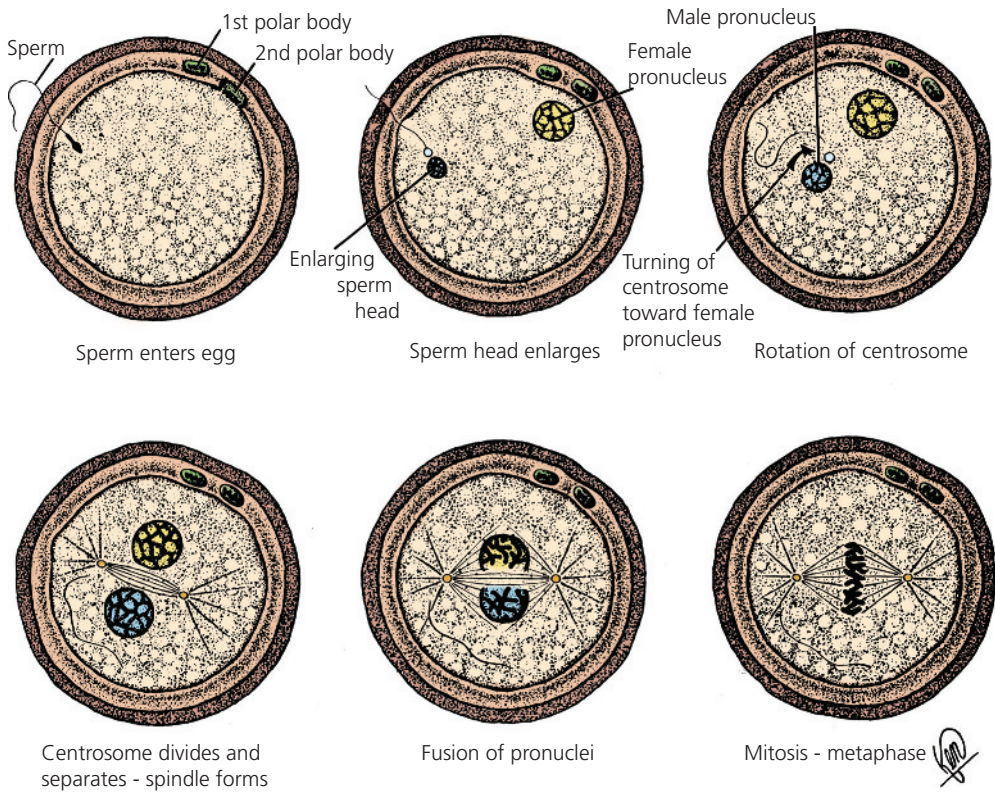 Sperm
1st polar body
2nd polar body
Male pronucleus
Female
pronucleus
Enlarging
sperm
head
Turning of
centrosome
toward female
pronucleus
Sperm enters egg
Sperm head enlarges
Rotation of centrosome
Centrosome divides and
separates - spindle forms
Fusion of pronuclei
Mitosis - metaphase